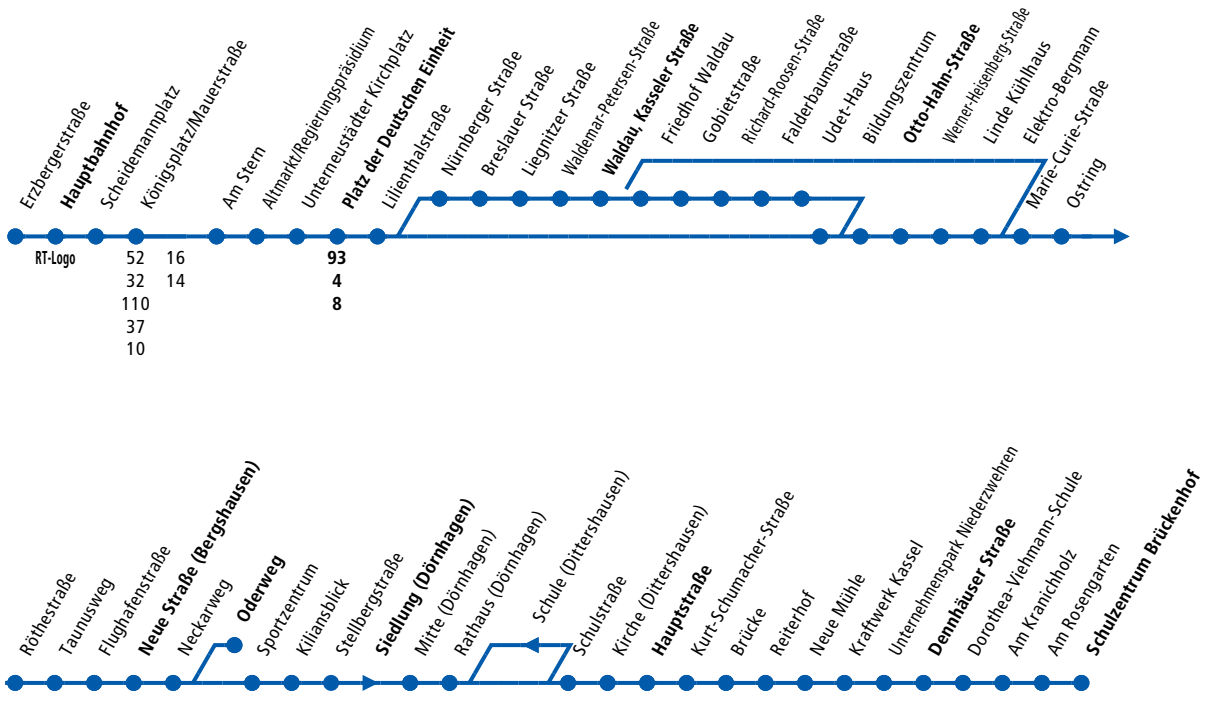 Erzbergerstraße
Hauptbahnhof
Scheidemannplatz
Königsplatz/Mauerstraße
Am Stern
Altmarkt/Regierungspräsidium
Unterneustädter Kirchplatz
Platz der Deutschen Einheit
Lilienthalstraße
Nürnberger Straße
Breslauer Straße
Liegnitzer Straße
Waldemar-Petersen-Straße
Waldau, Kasseler Straße
Friedhof Waldau
Gobietstraße
Richard-Roosen-Straße
Falderbaumstraße
Udet-Haus
Bildungszentrum
Otto-Hahn-Straße
Werner-Heisenberg-Straße
Linde Kühlhaus
Elektro-Bergmann
Marie-Curie-Straße
Ostring
RT-Logo 52 16 93
32 14 4
110 8
37
10
Röthestraße
Taunusweg
Flughafenstraße
Neue Straße (Bergshausen)
Neckarweg
Oderweg
Sportzentrum
Kiliansblick
Stellbergstraße
Siedlung (Dörnhagen)
Mitte (Dörnhagen)
Rathaus (Dörnhagen)
Schule (Dittershausen)
Schulstraße
Kirche (Dittershausen)
Hauptstraße
Kurt-Schumacher-Straße
Brücke
Reiterhof
Neue Mühle
Kraftwerk Kassel
Unternehmenspark Niederzwehren
Dennhäuser Straße
Dorothea-Viehmann-Schule
Am Kranichholz
Am Rosengarten
Schulzentrum Brückenhof